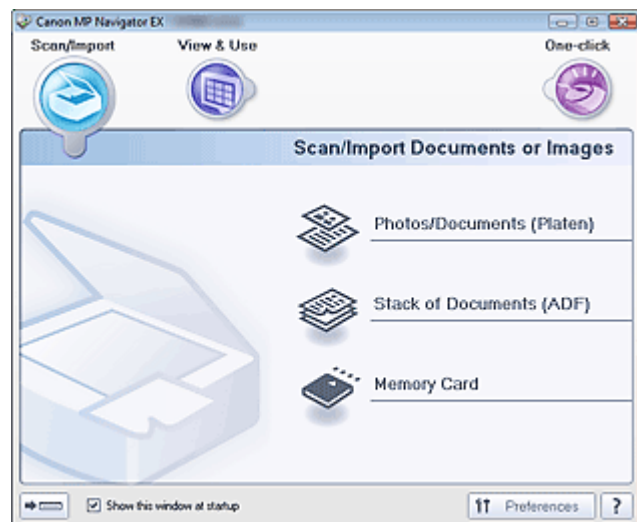 Canon MP Navigator EX
Scan/Import View & Use One-click
Scan/Import Documents or Images
Photos/Documents (Platen)
Stack of Documents (ADF)
Memory Card
Show this window at startup Preferences ?